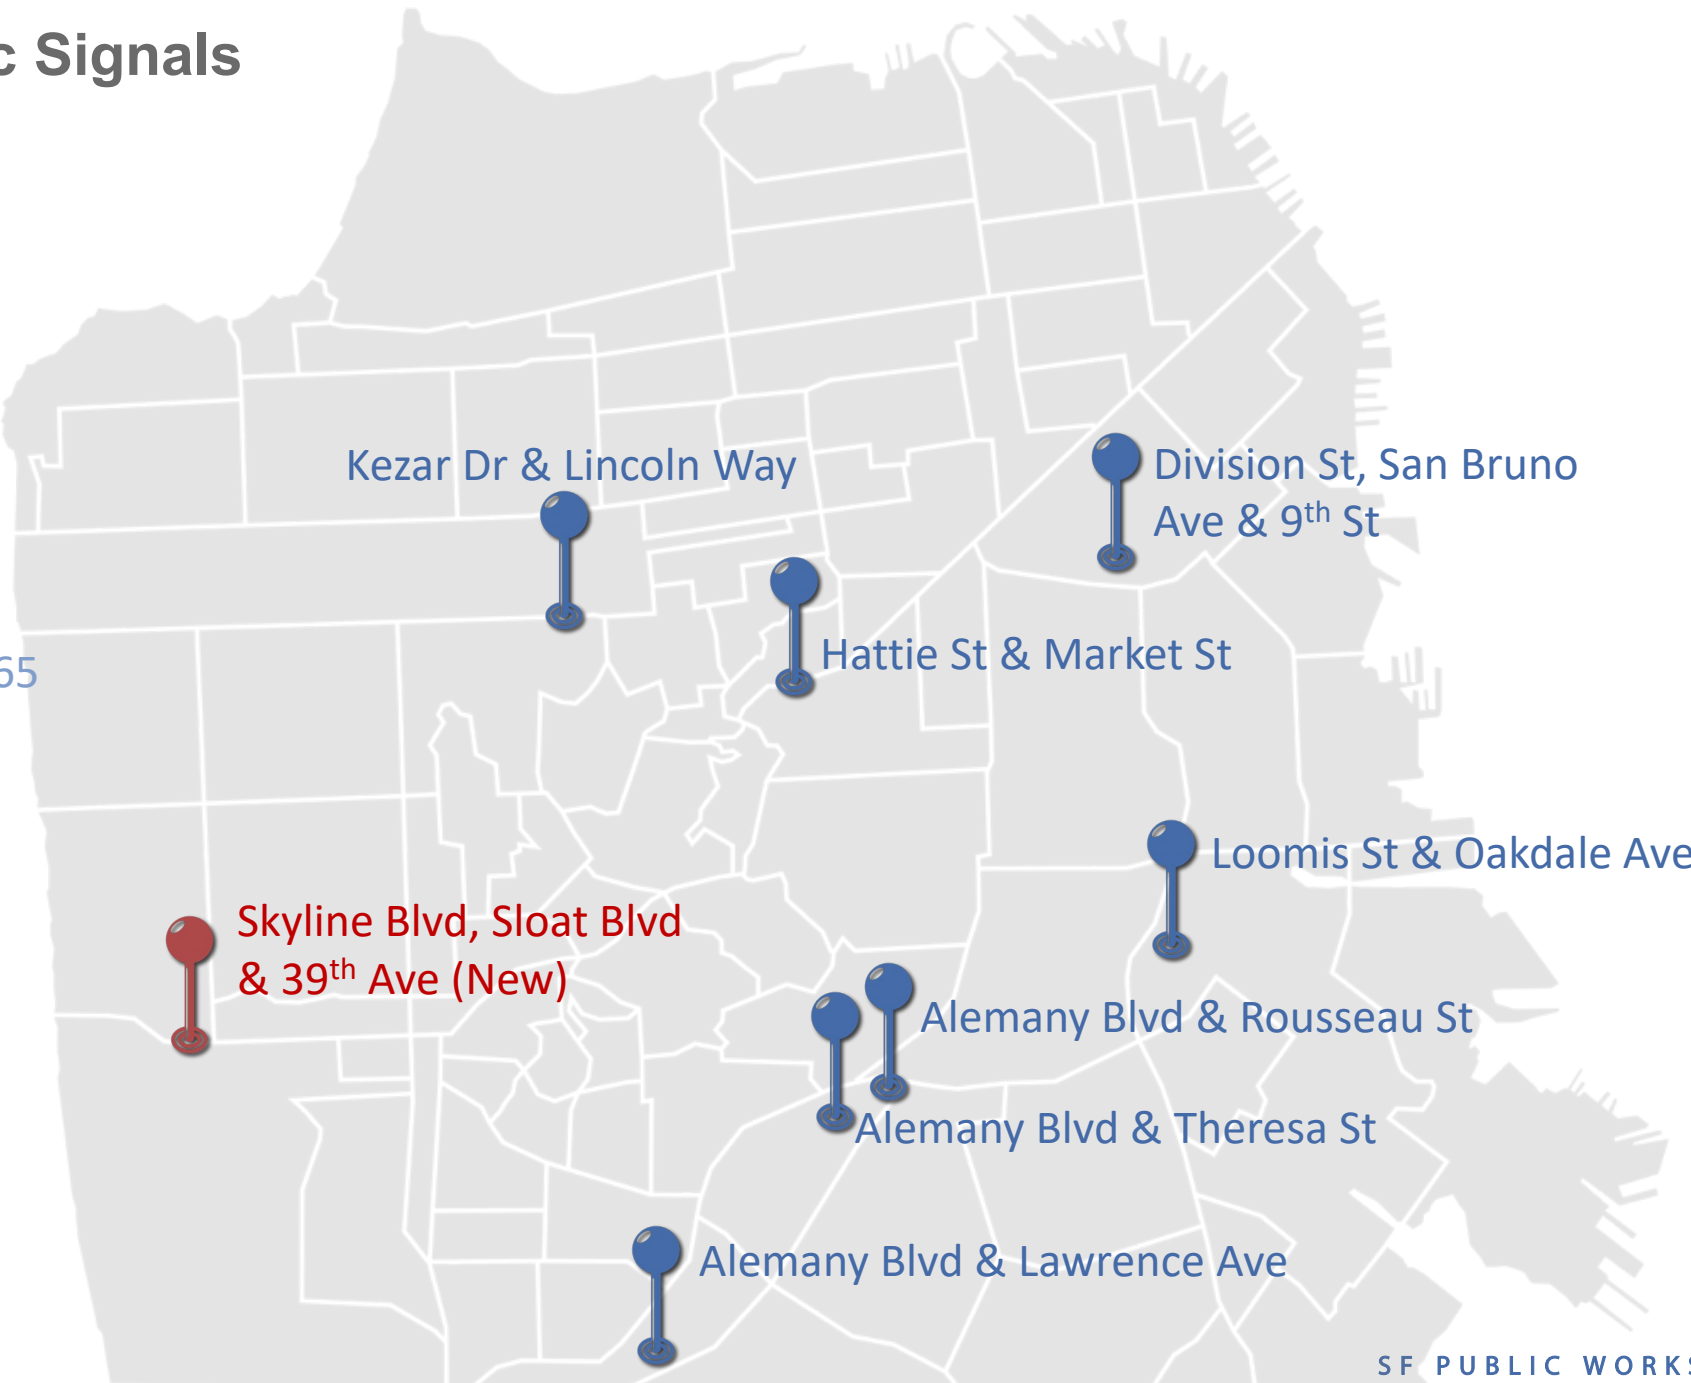 c Signals
Kezar Dr & Lincoln Way
Division St, San Bruno
Ave & 9th St
Hattie St & Market St
65
Loomis St & Oakdale Ave
Skyline Blvd, Sloat Blvd
& 39th Ave (New)
Alemany Blvd & Rousseau St
Alemany Blvd & Theresa St
Alemany Blvd & Lawrence Ave
SF PUBLIC WORKS